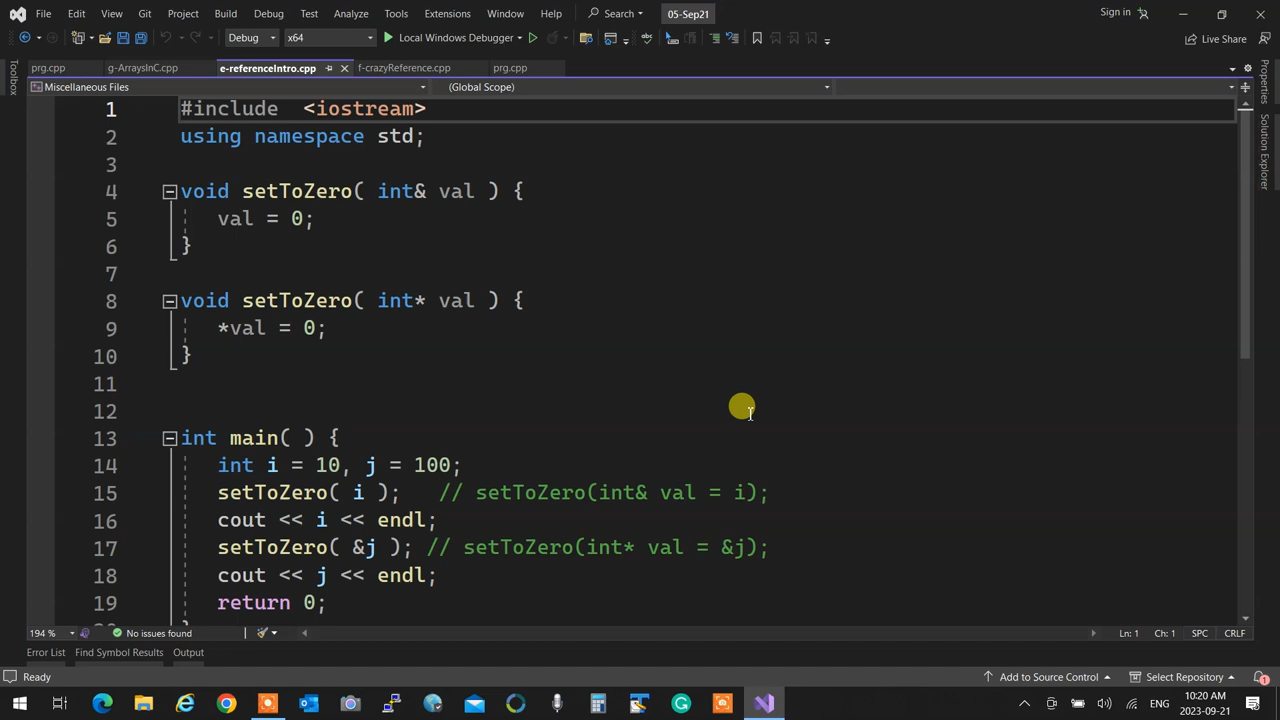 File Edit View Git Project Build Debug Test Analyze Tools Extensions Window Help Search 05-Sep21 Sign in
Debug x64 Local Windows Debugger Live Share
prg.cpp g-ArraysInC.cpp e-referenceIntro.cpp f-crazyReference.cpp prg.cpp
Toolbox
Miscellaneous Files (Global Scope)
Properties
Solution Explorer
1 #include <iostream>
2 using namespace std;
3
4 void setToZero( int& val ) {
5 val = 0;
6 }
7
8 void setToZero( int* val ) {
9 *val = 0;
10 }
11
12
13 int main( ) {
14 int i = 10, j = 100;
15 setToZero( i ); // setToZero(int& val = i);
16 cout << i << endl;
17 setToZero( &j ); // setToZero(int* val = &j);
18 cout << j << endl;
19 return 0;
194 % No issues found Ln: 1 Ch: 1 SPC CRLF
Error List Find Symbol Results Output
Ready Add to Source Control Select Repository 1
ENG 10:20 AM
2023-09-21